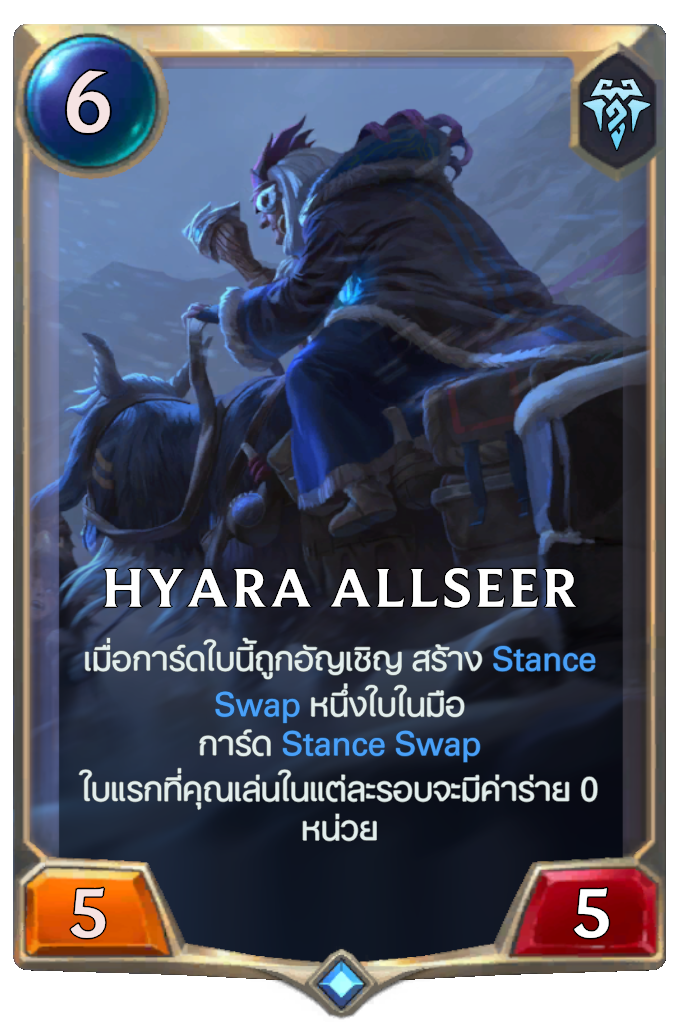 6
HYARA ALLSEER
เมื่อการ์ดใบนี้ถูกอัญเชิญ สร้าง Stance
Swap หนึ่งใบในมือ
การ์ด Stance Swap
ใบแรกที่คุณเล่นในแต่ละรอบจะมีค่าร่าย 0
หน่วย
5
5